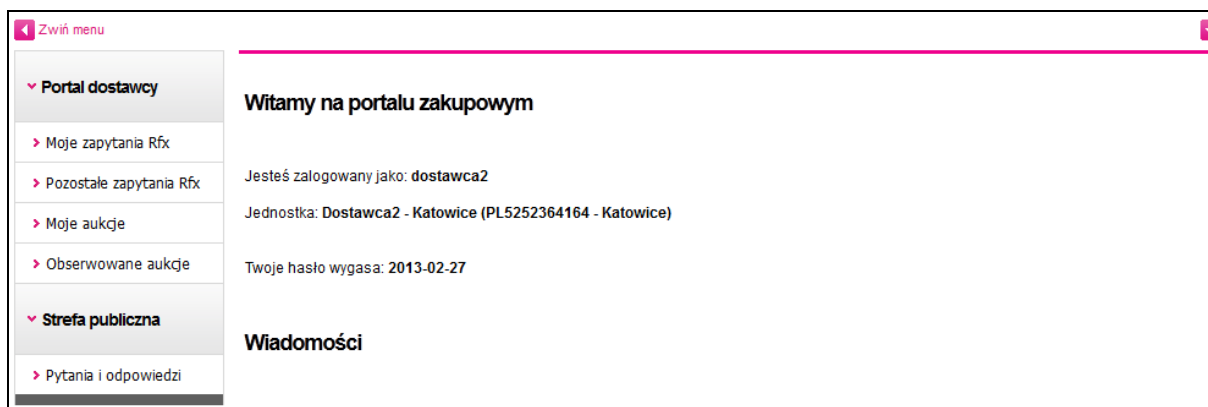 Zwiń menu
Portal dostawcy
Moje zapytania Rfx
Pozostałe zapytania Rfx
Moje aukcje
Obserwowane aukcje
Strefa publiczna
Pytania i odpowiedzi
Witamy na portalu zakupowym
Jesteś zalogowany jako: dostawca2
Jednostka: Dostawca2 - Katowice (PL5252364164 - Katowice)
Twoje hasło wygasa: 2013-02-27
Wiadomości